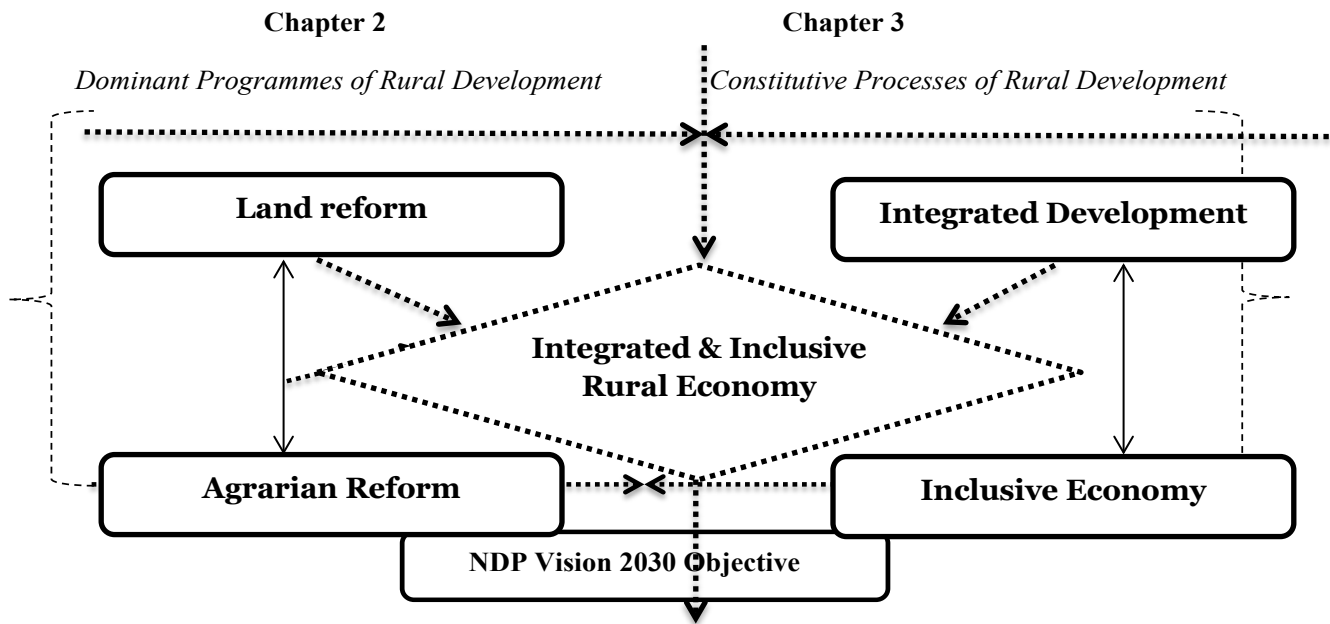 Chapter 2
Chapter 3
Dominant Programmes of Rural Development
Constitutive Processes of Rural Development
Land reform
Integrated Development
Integrated & Inclusive
Rural Economy
Agrarian Reform
Inclusive Economy
NDP Vision 2030 Objective